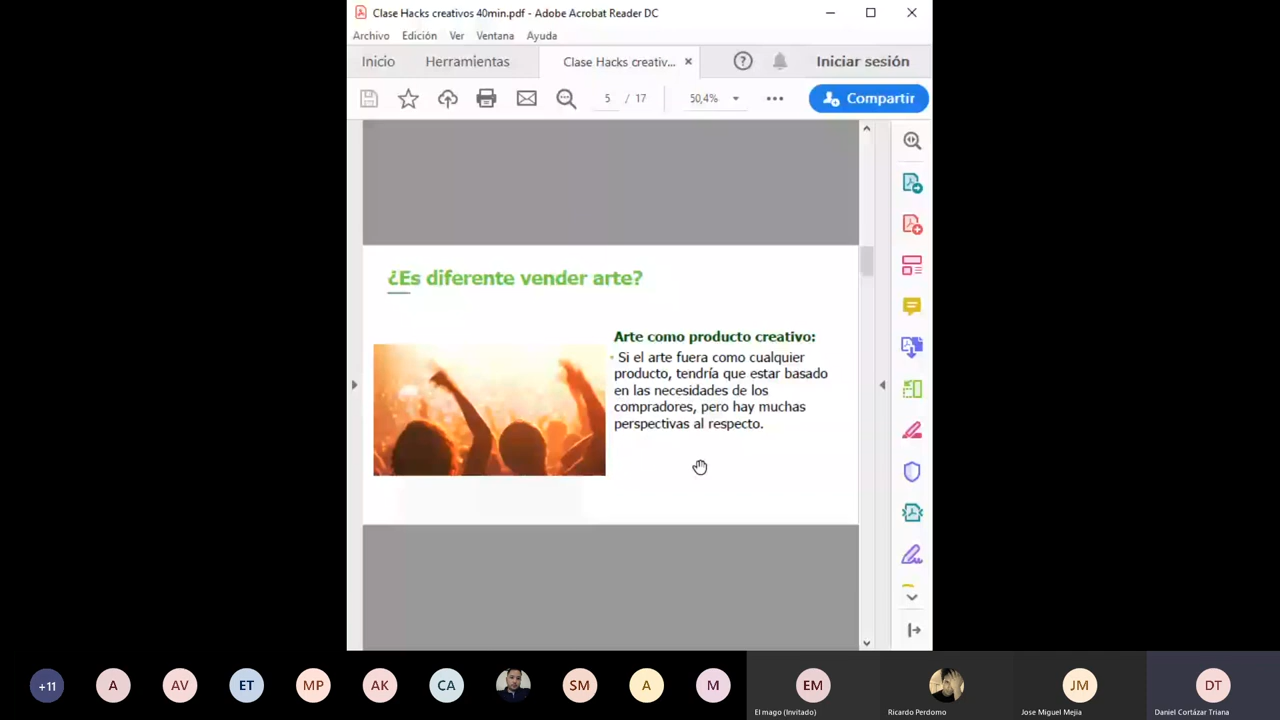 Clase Hacks creativos 40min.pdf - Adobe Acrobat Reader DC
Archivo Edición Ver Ventana Ayuda
Inicio Herramientas Clase Hacks creativ... × ? Iniciar sesión
5 / 17 50,4% Compartir
¿Es diferente vender arte?
Arte como producto creativo:
Si el arte fuera como cualquier
producto, tendría que estar basado
en las necesidades de los
compradores, pero hay muchas
perspectivas al respecto.
+11 A AV ET MP AK CA SM A M EM JM DT
El mago (Invitado) Ricardo Perdomo Jose Miguel Mejia Daniel Cortázar Triana